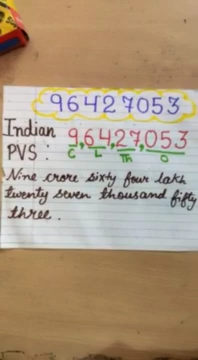 96427053
Indian 9,64,27,053
PVS : C L Th O
Nine crore sixty four lakh
twenty seven thousand fifty
three .